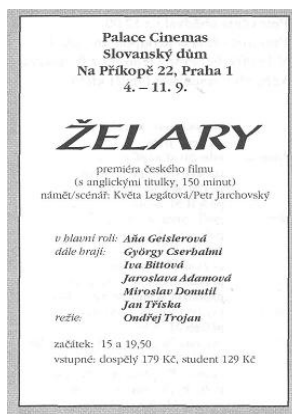 Palace Cinemas
Slovanský dům
Na Příkopě 22, Praha 1
4. – 11. 9.
ŽELARY
premiéra českého filmu
(s anglickými titulky, 150 minut)
námět/scénář: Květa Legátová/Petr Jarchovský
v hlavní roli: Aňa Geislerová
dále hrají: György Cserhalmi
Iva Bittová
Jaroslava Adamová
Miroslav Donutil
Jan Tříska
režie: Ondřej Trojan
začátek: 15 a 19,50
vstupné: dospělý 179 Kč, student 129 Kč